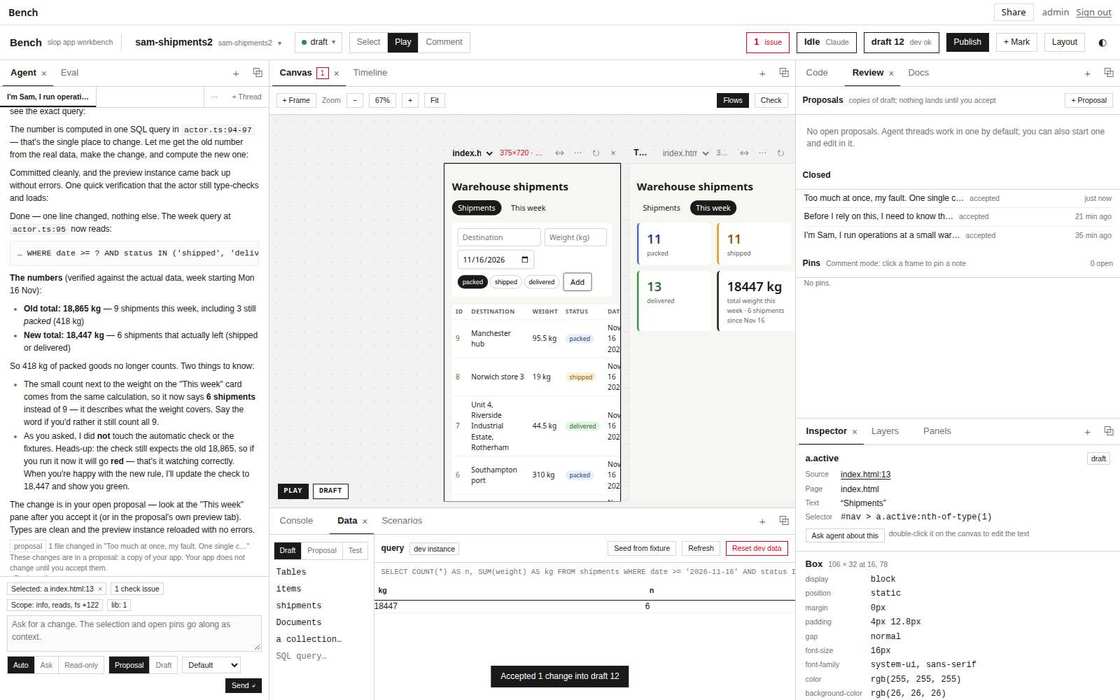 Bench
Share
admin
Sign out
Bench slop app workbench
sam-shipments2 sam-shipments2
draft
Select
Play
Comment
1 issue
Idle Claude
draft 12 dev ok
Publish
+ Mark
Layout
Agent ×
Eval
I'm Sam, I run operati…
···
+ Thread
see the exact query:
The number is computed in one SQL query in actor.ts:94-97
— that's the single place to change. Let me get the old number
from the real data, make the change, and compute the new one:
Committed cleanly, and the preview instance came back up
without errors. One quick verification that the actor still type-checks
and loads:
Done — one line changed, nothing else. The week query at
actor.ts:95 now reads:
… WHERE date >= ? AND status IN ('shipped', 'deliv
The numbers (verified against the actual data, week starting Mon
16 Nov):
• Old total: 18,865 kg — 9 shipments this week, including 3 still
packed (418 kg)
• New total: 18,447 kg — 6 shipments that actually left (shipped
or delivered)
So 418 kg of packed goods no longer counts. Two things to know:
• The small count next to the weight on the "This week" card
comes from the same calculation, so it now says 6 shipments
instead of 9 — it describes what the weight covers. Say the
word if you'd rather it still count all 9.
• As you asked, I did not touch the automatic check or the
fixtures. Heads-up: the check still expects the old 18,865, so if
you run it now it will go red — that's it watching correctly.
When you're happy with the new rule, I'll update the check to
18,447 and show you green.
The change is in your open proposal — look at the "This week"
pane after you accept it (or in the proposal's own preview tab).
Types are clean and the preview instance reloaded with no errors.
proposal 1 file changed in "Too much at once, my fault. One single c…"
These changes are in a proposal: a copy of your app. Your app does not
change until you accept them.
Selected: a index.html:13 ×
1 check issue
Scope: info, reads, fs +122
lib: 1
Ask for a change. The selection and open pins go along as
context.
Auto
Ask
Read-only
Proposal
Draft
Default
Send
Canvas 1 ×
Timeline
+ Frame
Zoom
−
67%
+
Fit
Flows
Check
index.h
375×720 · …
T…
index.htr
3…
Warehouse shipments
Shipments
This week
Destination
Weight (kg)
11/16/2026
packed
shipped
delivered
Add
ID DESTINATION WEIGHT STATUS DAT
9 Manchester hub 95.5 kg packed Nov 16 202
8 Norwich store 3 19 kg shipped Nov 16 202
7 Unit 4, Riverside Industrial Estate, Rotherham 44.5 kg delivered Nov 16 202
6 Southampton port 310 kg packed Nov 16 202
Warehouse shipments
Shipments
This week
11
packed
11
shipped
13
delivered
18447 kg
total weight this
week · 6 shipments
since Nov 16
PLAY
DRAFT
Console
Data ×
Scenarios
Draft
Proposal
Test
Tables
items
shipments
Documents
a collection…
SQL query…
query
dev instance
Seed from fixture
Refresh
Reset dev data
SELECT COUNT(*) AS n, SUM(weight) AS kg FROM shipments WHERE date >= '2026-11-16' AND status I
kg n
18447 6
Accepted 1 change into draft 12
Code
Review ×
Docs
Proposals copies of draft; nothing lands until you accept
+ Proposal
No open proposals. Agent threads work in one by default; you can also start one
and edit in it.
Closed
Too much at once, my fault. One single c… accepted just now
Before I rely on this, I need to know th… accepted 21 min ago
I'm Sam, I run operations at a small war… accepted 35 min ago
Pins Comment mode: click a frame to pin a note 0 open
No pins.
Inspector ×
Layers
Panels
a.active
draft
Source index.html:13
Page index.html
Text “Shipments”
Selector #nav > a.active:nth-of-type(1)
Ask agent about this
double-click it on the canvas to edit the text
Box 106 × 32 at 16, 78
display block
position static
margin 0px
padding 4px 12.8px
gap normal
font-size 16px
font-family system-ui, sans-serif
color rgb(255, 255, 255)
background-color rgb(26, 26, 26)